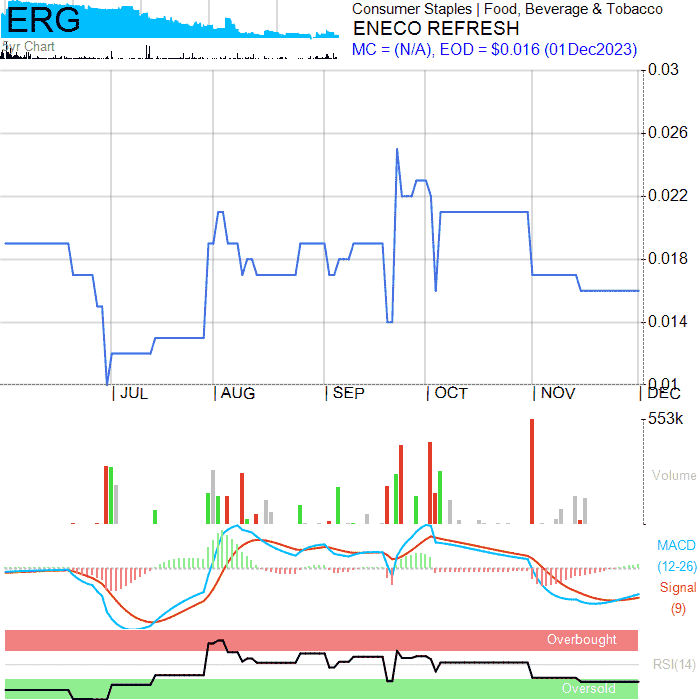 ERG
5yr Chart
Consumer Staples | Food, Beverage & Tobacco
ENECO REFRESH
MC = (N/A), EOD = $0.016 (01Dec2023)
0.03
0.026
0.022
0.018
0.014
0.01
JUL AUG SEP OCT NOV DEC
553k
Volume
MACD
(12-26)
Signal
(9)
Overbought
RSI(14)
Oversold